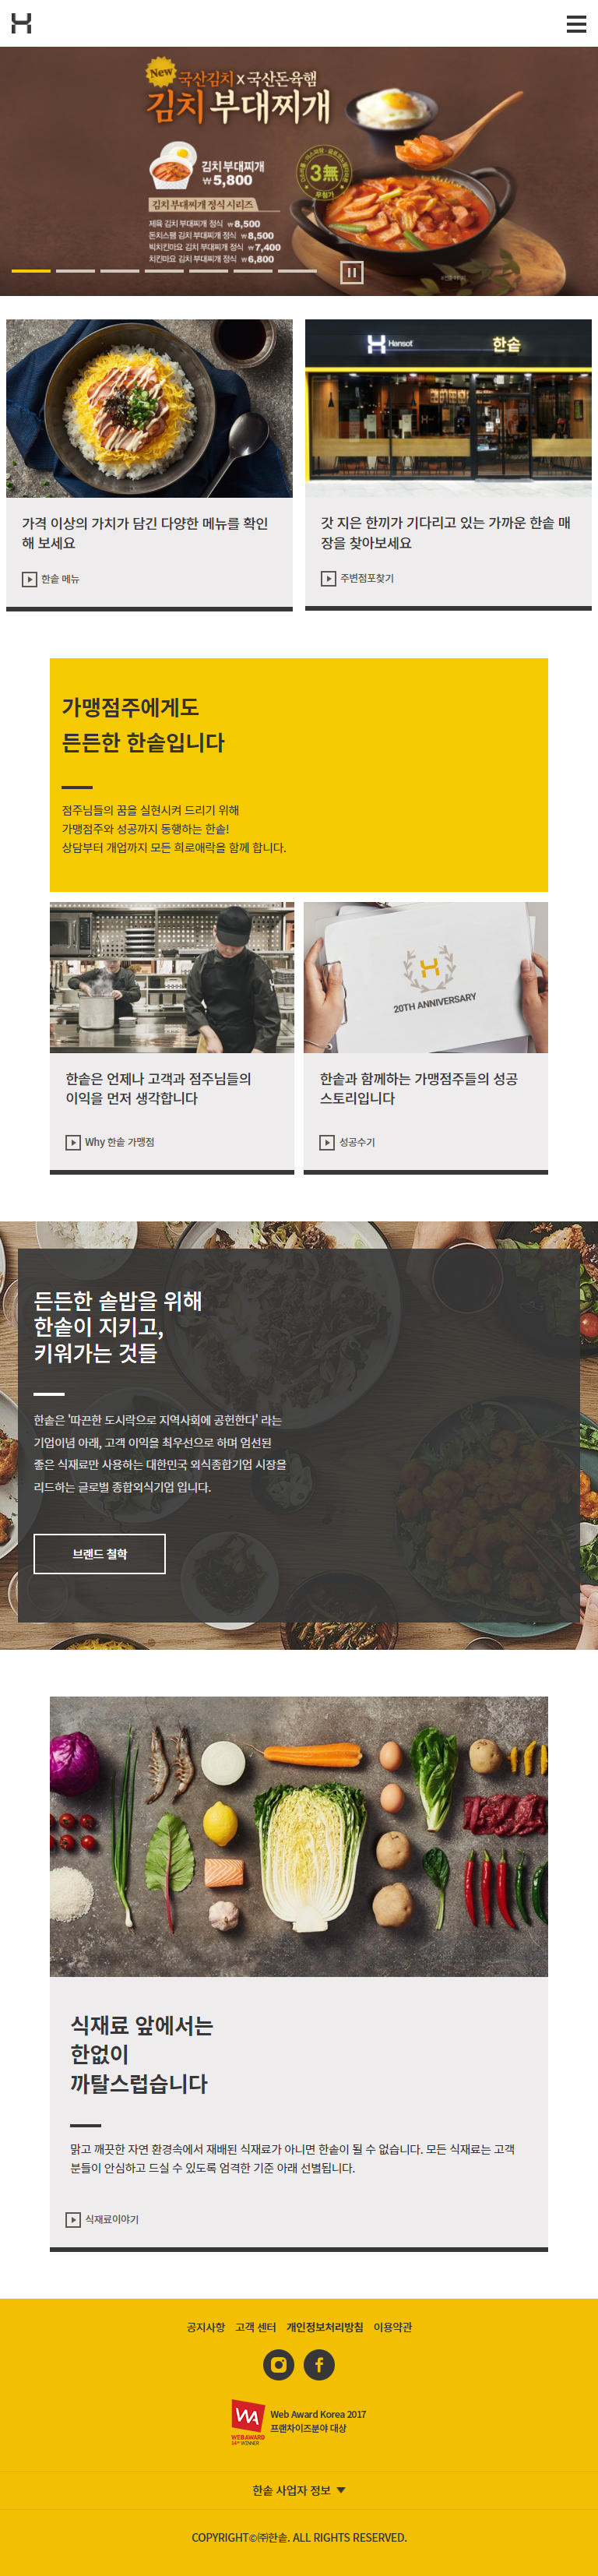 New
국산김치 x 국산돈육햄
김치 부대찌개
김치 부대찌개
₩5,800
3無
무첨가
김치 부대찌개 정식 시리즈
제육 김치 부대찌개 정식 ₩8,500
돈치스팸 김치 부대찌개 정식 ₩8,500
빅치킨마요 김치 부대찌개 정식 ₩7,400
치킨마요 김치 부대찌개 정식 ₩6,800
Hansot
한솥
가격 이상의 가치가 담긴 다양한 메뉴를 확인
해 보세요
한솥 메뉴
갓 지은 한끼가 기다리고 있는 가까운 한솥 매
장을 찾아보세요
주변점포찾기
가맹점주에게도
든든한 한솥입니다
점주님들의 꿈을 실현시켜 드리기 위해
가맹점주와 성공까지 동행하는 한솥!
상담부터 개업까지 모든 희로애락을 함께 합니다.
20TH ANNIVERSARY
한솥은 언제나 고객과 점주님들의
이익을 먼저 생각합니다
Why 한솥 가맹점
한솥과 함께하는 가맹점주들의 성공
스토리입니다
성공수기
든든한 솥밥을 위해
한솥이 지키고,
키워가는 것들
한솥은 '따끈한 도시락으로 지역사회에 공헌한다' 라는
기업이념 아래, 고객 이익을 최우선으로 하며 엄선된
좋은 식재료만 사용하는 대한민국 외식종합기업 시장을
리드하는 글로벌 종합외식기업 입니다.
브랜드 철학
식재료 앞에서는
한없이
까탈스럽습니다
맑고 깨끗한 자연 환경속에서 재배된 식재료가 아니면 한솥이 될 수 없습니다. 모든 식재료는 고객
분들이 안심하고 드실 수 있도록 엄격한 기준 아래 선별됩니다.
식재료이야기
공지사항 고객 센터 개인정보처리방침 이용약관
WA
WEB AWARD
14th WINNER
Web Award Korea 2017
프랜차이즈분야 대상
한솥 사업자 정보
COPYRIGHT©㈜한솥. ALL RIGHTS RESERVED.